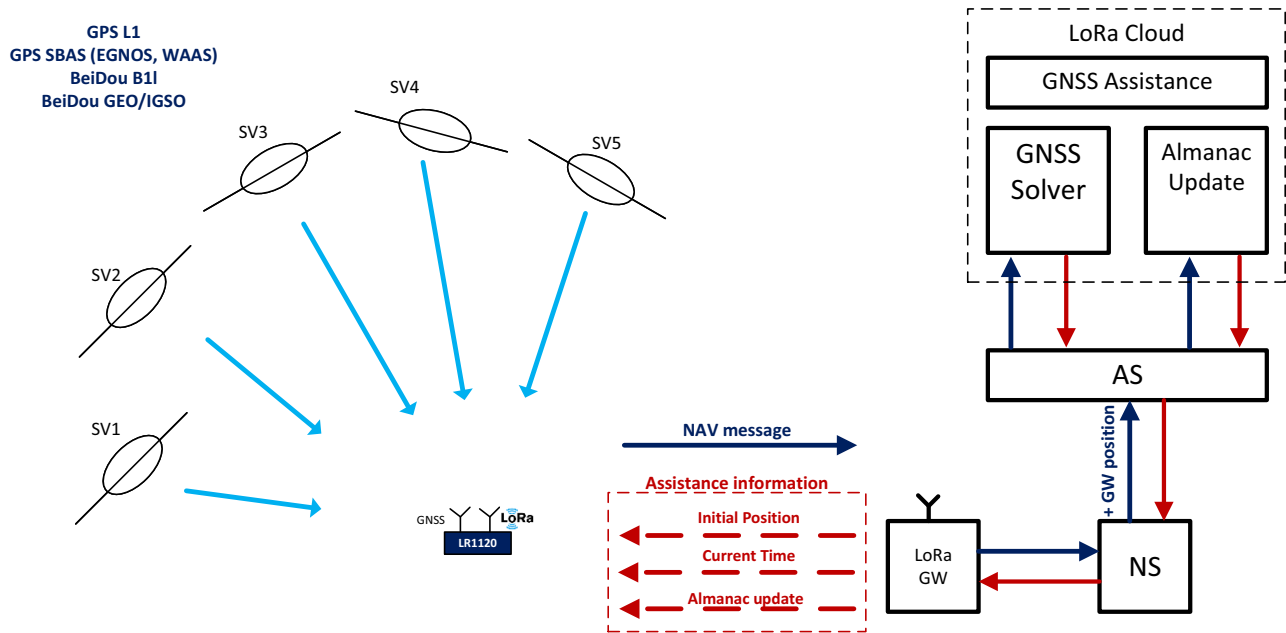 GPS L1
GPS SBAS (EGNOS, WAAS)
BeiDou B1I
BeiDou GEO/IGSO
SV4
SV3
SV5
SV2
SV1
GNSS
LoRa
LR1120
NAV message
Assistance information
Initial Position
Current Time
Almanac update
LoRa Cloud
GNSS Assistance
GNSS
Solver
Almanac
Update
AS
+ GW position
LoRa
GW
NS